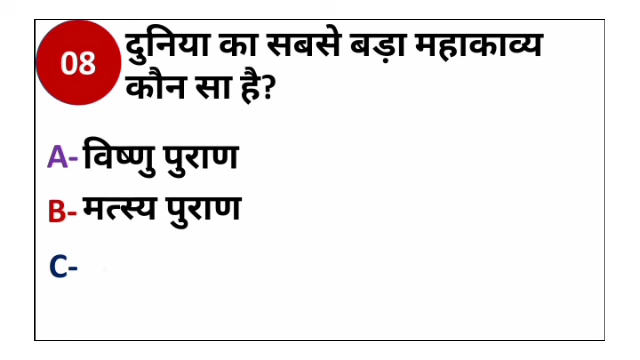 08 दुनिया का सबसे बड़ा महाकाव्य
कौन सा है?
A- विष्णु पुराण
B- मत्स्य पुराण
C-